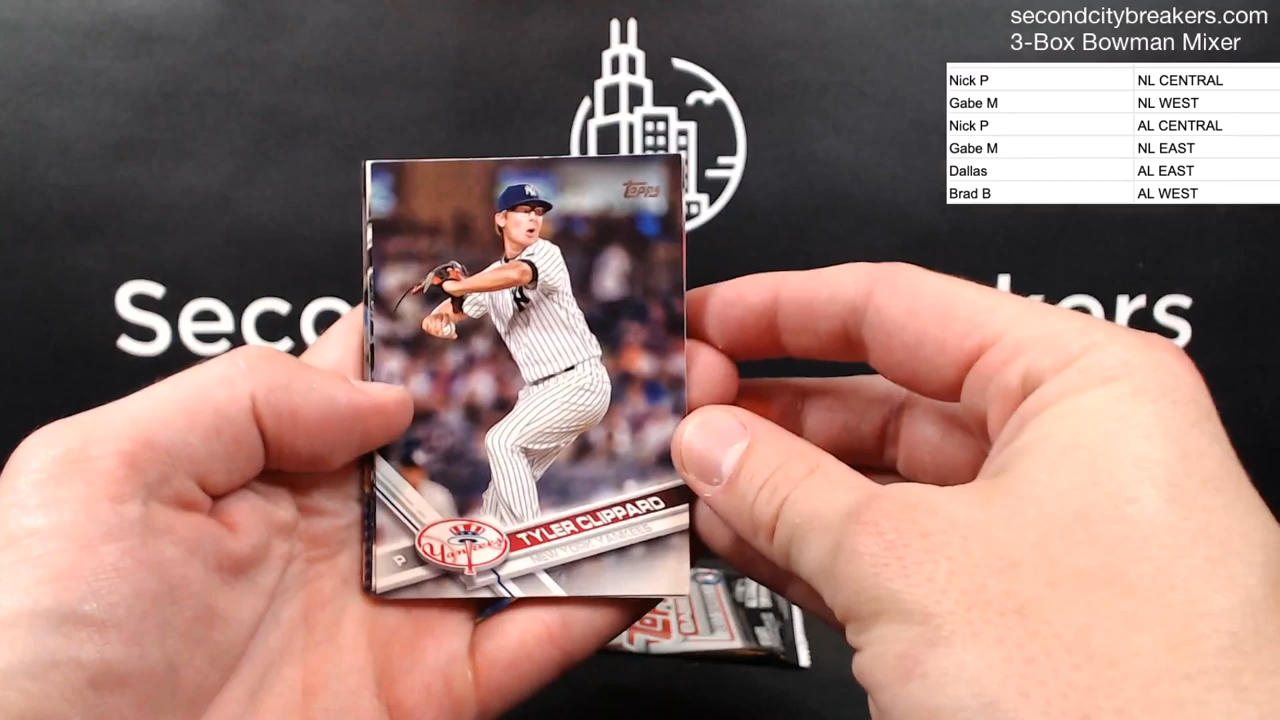 secondcitybreakers.com
3-Box Bowman Mixer
Nick P NL CENTRAL
Gabe M NL WEST
Nick P AL CENTRAL
Gabe M NL EAST
Dallas AL EAST
Brad B AL WEST
Topps
Seco kers
TYLER CLIPPARD
NEW YORK YANKEES
Yankees
P